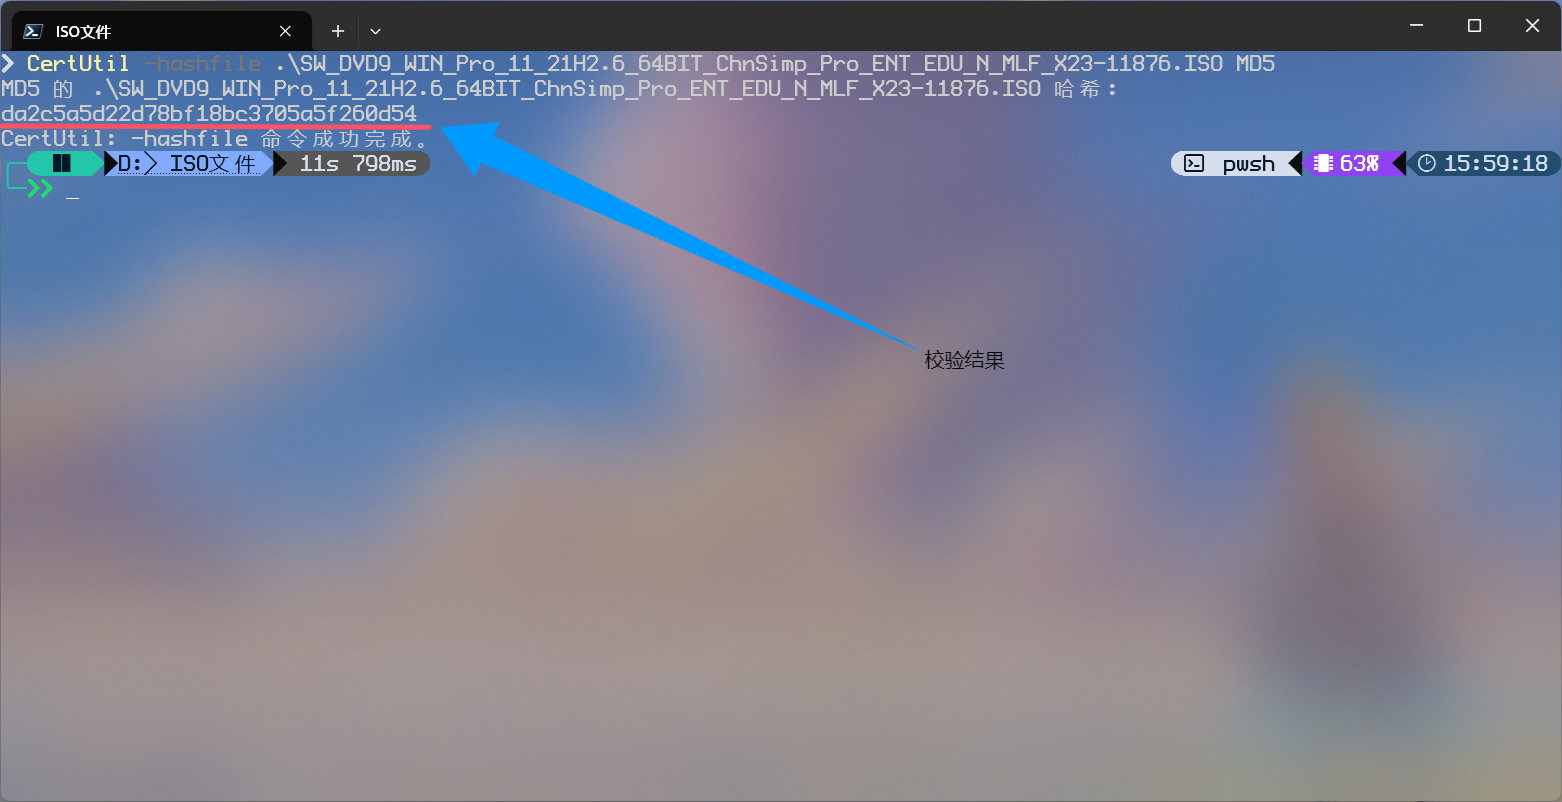 ISO文件
CertUtil -hashfile .\SW_DVD9_WIN_Pro_11_21H2.6_64BIT_ChnSimp_Pro_ENT_EDU_N_MLF_X23-11876.ISO MD5
MD5 的 .\SW_DVD9_WIN_Pro_11_21H2.6_64BIT_ChnSimp_Pro_ENT_EDU_N_MLF_X23-11876.ISO 哈希:
da2c5a5d22d78bf18bc3705a5f260d54
CertUtil: -hashfile 命令成功完成。
D: ISO文件 11s 798ms pwsh 63% 15:59:18
校验结果